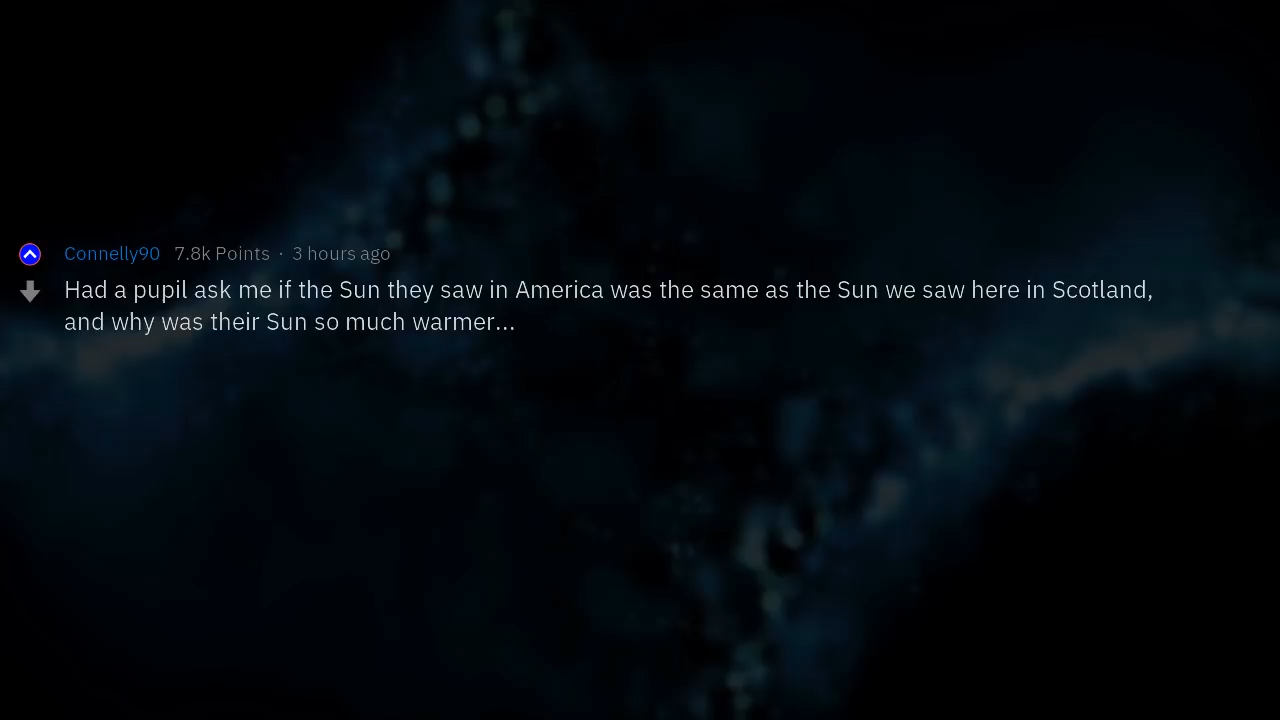 Connelly90 7.8k Points · 3 hours ago
Had a pupil ask me if the Sun they saw in America was the same as the Sun we saw here in Scotland,
and why was their Sun so much warmer...